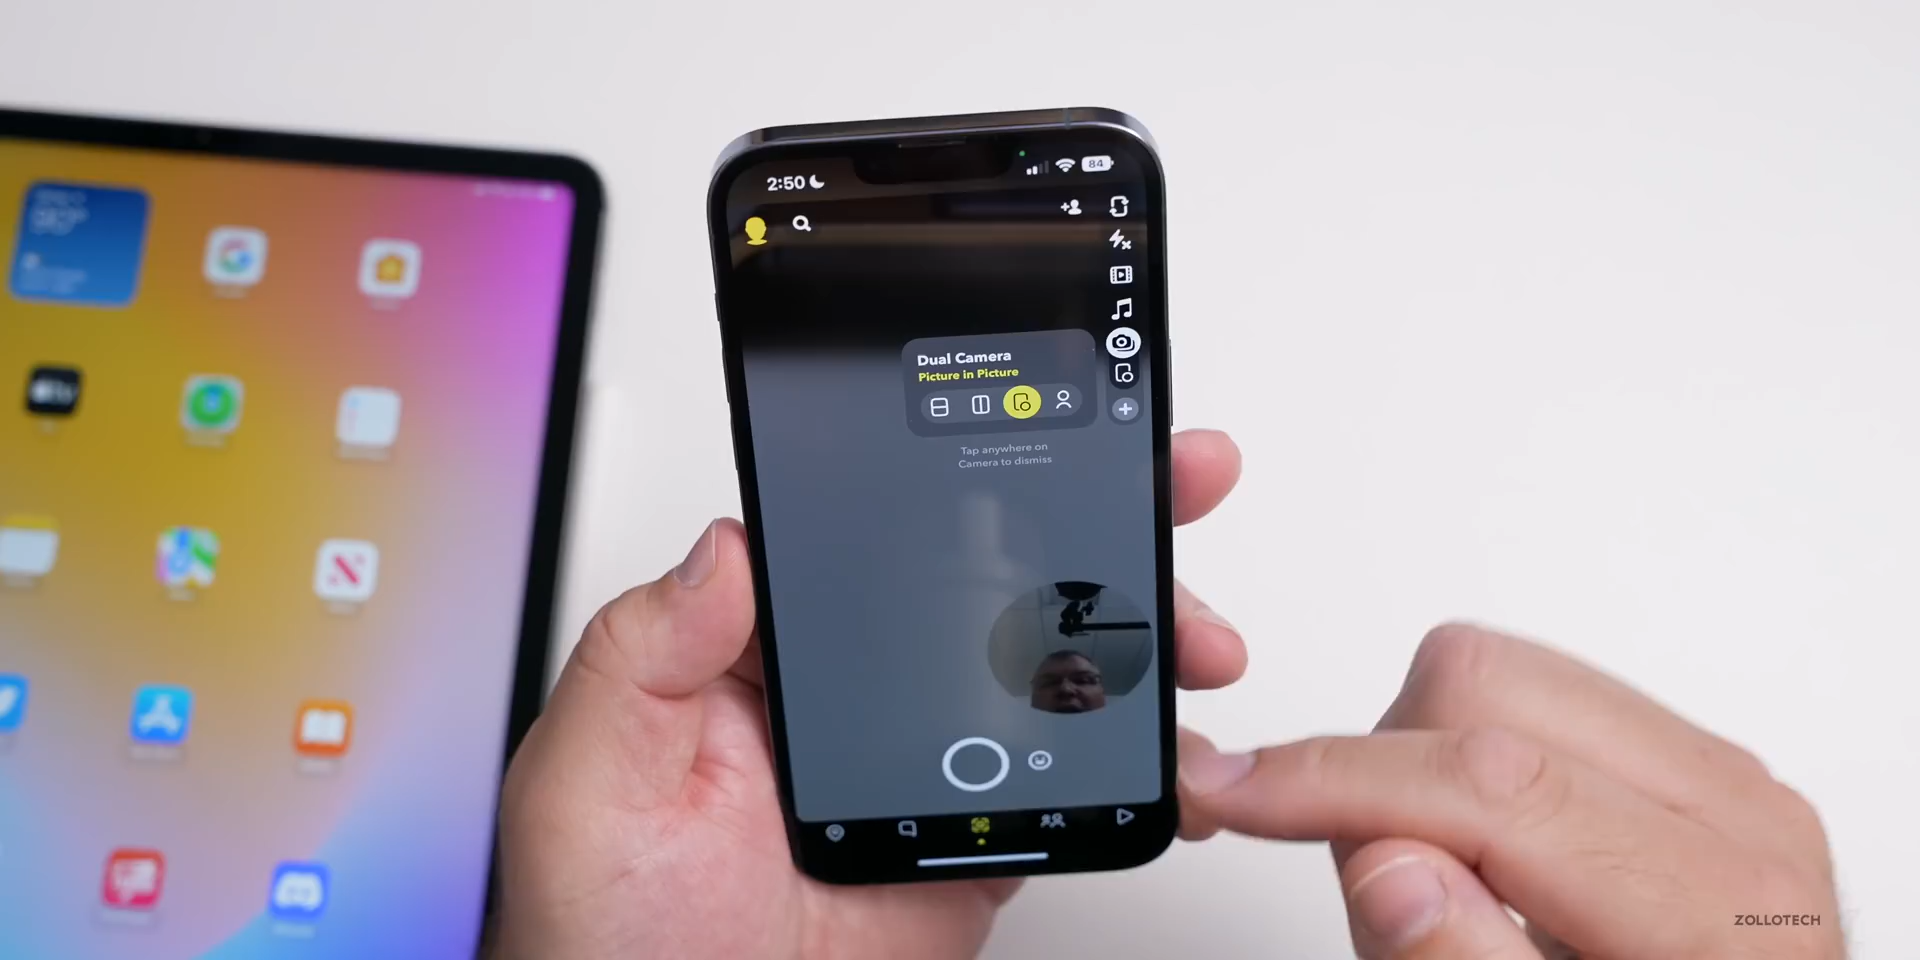 2:50
84
Dual Camera
Picture in Picture
Tap anywhere on
Camera to dismiss
ZOLLOTECH